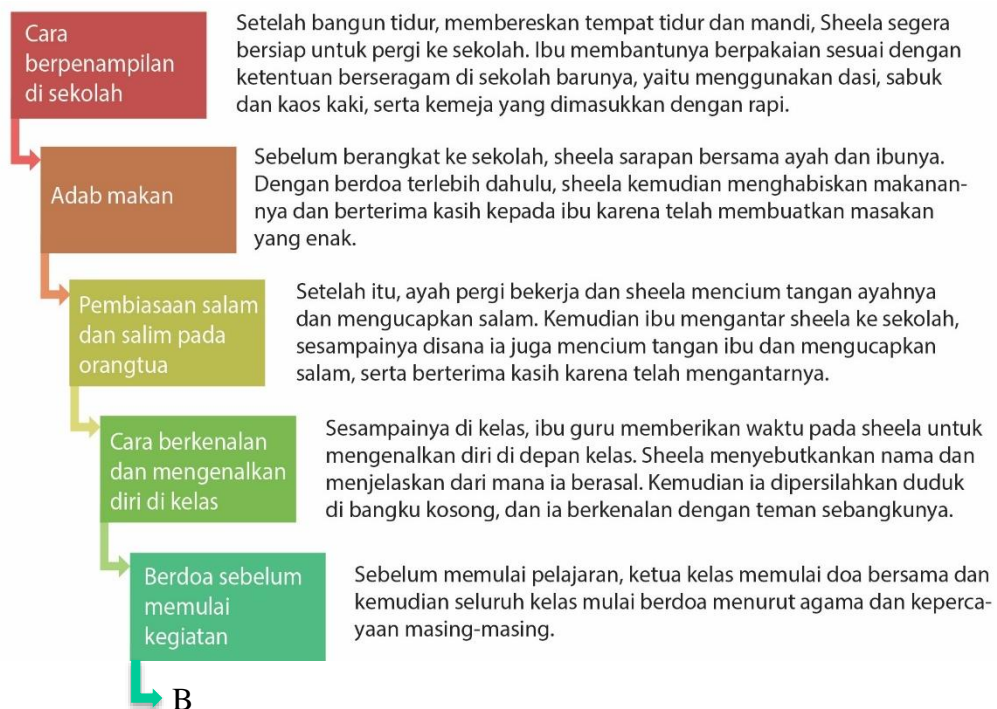 Cara
berpenampilan
di sekolah
Setelah bangun tidur, membereskan tempat tidur dan mandi, Sheela segera
bersiap untuk pergi ke sekolah. Ibu membantunya berpakaian sesuai dengan
ketentuan berseragam di sekolah barunya, yaitu menggunakan dasi, sabuk
dan kaos kaki, serta kemeja yang dimasukkan dengan rapi.
Adab makan
Sebelum berangkat ke sekolah, sheela sarapan bersama ayah dan ibunya.
Dengan berdoa terlebih dahulu, sheela kemudian menghabiskan makanan-
nya dan berterima kasih kepada ibu karena telah membuatkan masakan
yang enak.
Pembiasaan salam
dan salim pada
orangtua
Setelah itu, ayah pergi bekerja dan sheela mencium tangan ayahnya
dan mengucapkan salam. Kemudian ibu mengantar sheela ke sekolah,
sesampainya disana ia juga mencium tangan ibu dan mengucapkan
salam, serta berterima kasih karena telah mengantarnya.
Cara berkenalan
dan mengenalkan
diri di kelas
Sesampainya di kelas, ibu guru memberikan waktu pada sheela untuk
mengenalkan diri di depan kelas. Sheela menyebutkankan nama dan
menjelaskan dari mana ia berasal. Kemudian ia dipersilahkan duduk
di bangku kosong, dan ia berkenalan dengan teman sebangkunya.
Berdoa sebelum
memulai
kegiatan
Sebelum memulai pelajaran, ketua kelas memulai doa bersama dan
kemudian seluruh kelas mulai berdoa menurut agama dan keperca-
yaan masing-masing.
B